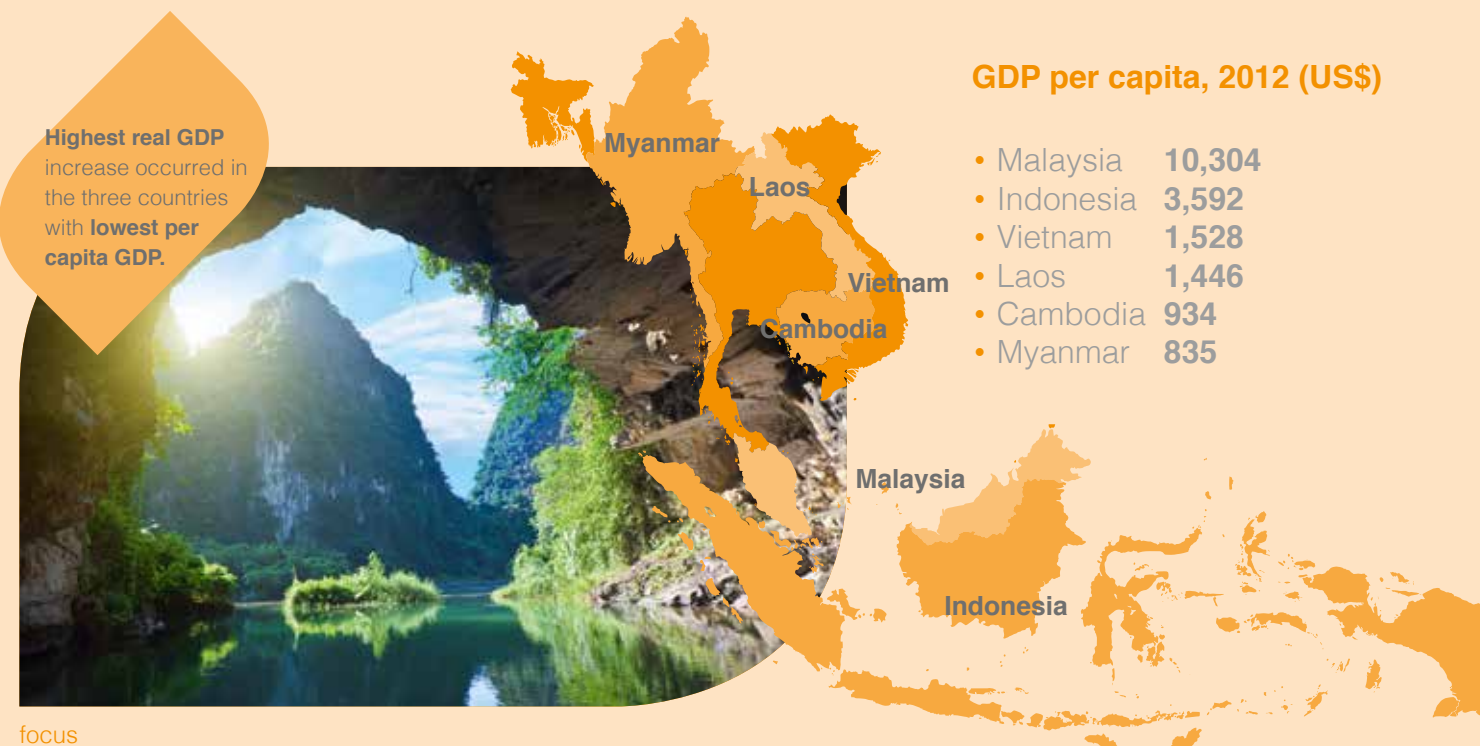 Highest real GDP
increase occurred in
the three countries
with lowest per
capita GDP.
Myanmar
Laos
Vietnam
Cambodia
Malaysia
Indonesia
GDP per capita, 2012 (US$)
• Malaysia 10,304
• Indonesia 3,592
• Vietnam 1,528
• Laos 1,446
• Cambodia 934
• Myanmar 835
focus